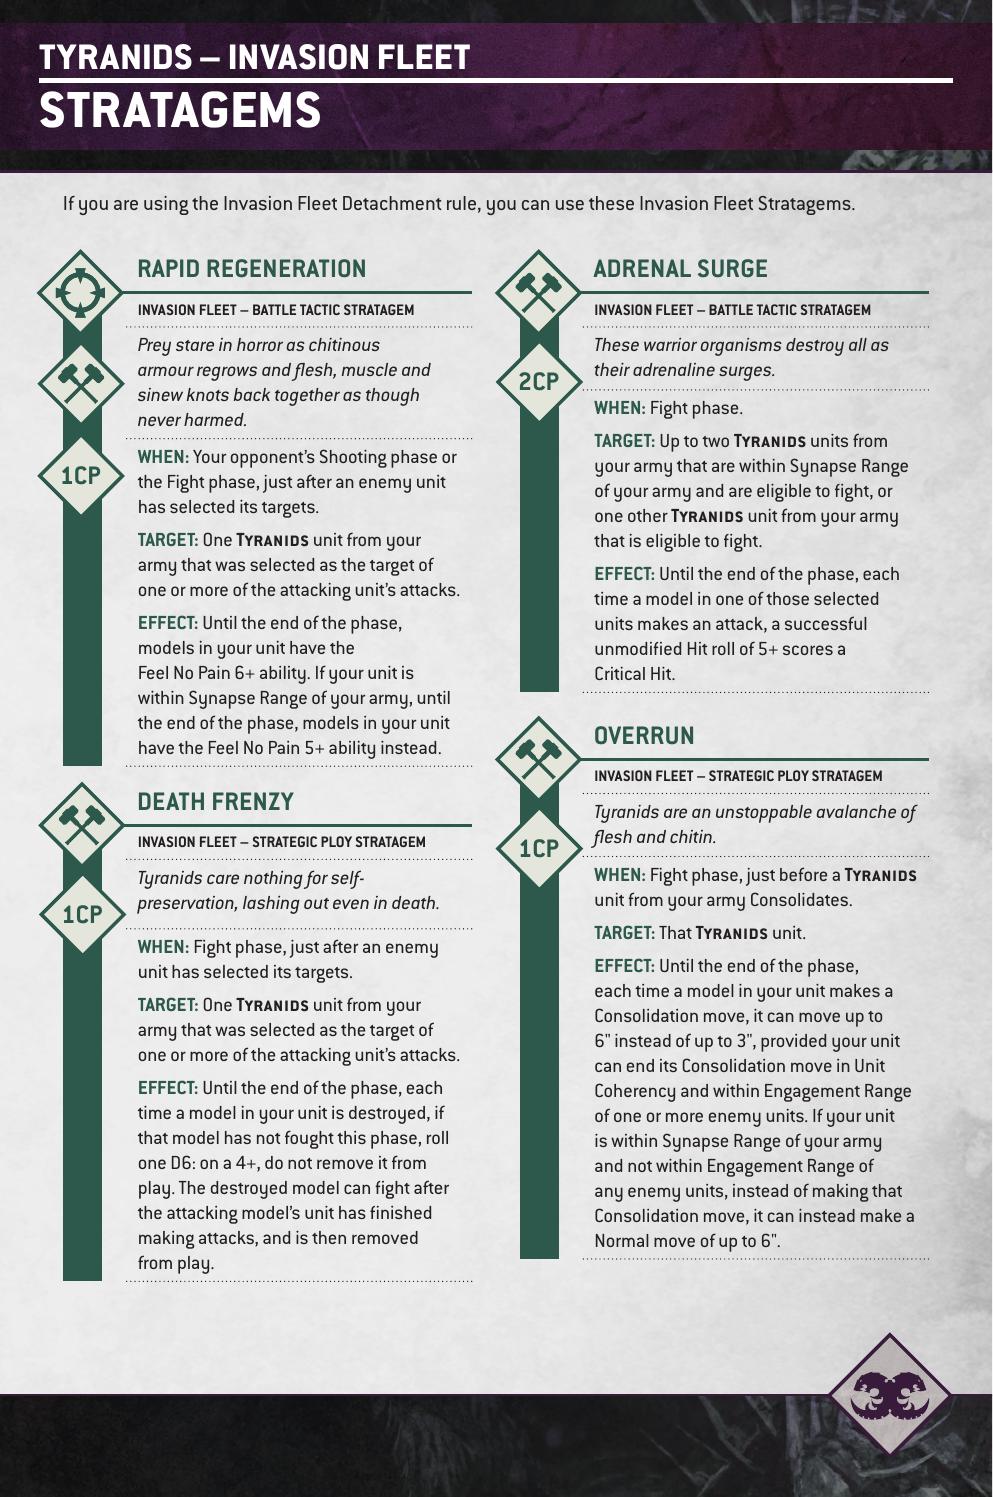 TYRANIDS – INVASION FLEET
STRATAGEMS
If you are using the Invasion Fleet Detachment rule, you can use these Invasion Fleet Stratagems.
RAPID REGENERATION
INVASION FLEET – BATTLE TACTIC STRATAGEM
Prey stare in horror as chitinous
armour regrows and flesh, muscle and
sinew knots back together as though
never harmed.
1CP
WHEN: Your opponent's Shooting phase or
the Fight phase, just after an enemy unit
has selected its targets.
TARGET: One TYRANIDS unit from your
army that was selected as the target of
one or more of the attacking unit's attacks.
EFFECT: Until the end of the phase,
models in your unit have the
Feel No Pain 6+ ability. If your unit is
within Synapse Range of your army, until
the end of the phase, models in your unit
have the Feel No Pain 5+ ability instead.
DEATH FRENZY
INVASION FLEET – STRATEGIC PLOY STRATAGEM
Tyranids care nothing for self-
preservation, lashing out even in death.
1CP
WHEN: Fight phase, just after an enemy
unit has selected its targets.
TARGET: One TYRANIDS unit from your
army that was selected as the target of
one or more of the attacking unit's attacks.
EFFECT: Until the end of the phase, each
time a model in your unit is destroyed, if
that model has not fought this phase, roll
one D6: on a 4+, do not remove it from
play. The destroyed model can fight after
the attacking model's unit has finished
making attacks, and is then removed
from play.
ADRENAL SURGE
INVASION FLEET – BATTLE TACTIC STRATAGEM
These warrior organisms destroy all as
their adrenaline surges.
2CP
WHEN: Fight phase.
TARGET: Up to two TYRANIDS units from
your army that are within Synapse Range
of your army and are eligible to fight, or
one other TYRANIDS unit from your army
that is eligible to fight.
EFFECT: Until the end of the phase, each
time a model in one of those selected
units makes an attack, a successful
unmodified Hit roll of 5+ scores a
Critical Hit.
OVERRUN
INVASION FLEET – STRATEGIC PLOY STRATAGEM
Tyranids are an unstoppable avalanche of
flesh and chitin.
1CP
WHEN: Fight phase, just before a TYRANIDS
unit from your army Consolidates.
TARGET: That TYRANIDS unit.
EFFECT: Until the end of the phase,
each time a model in your unit makes a
Consolidation move, it can move up to
6" instead of up to 3", provided your unit
can end its Consolidation move in Unit
Coherency and within Engagement Range
of one or more enemy units. If your unit
is within Synapse Range of your army
and not within Engagement Range of
any enemy units, instead of making that
Consolidation move, it can instead make a
Normal move of up to 6".